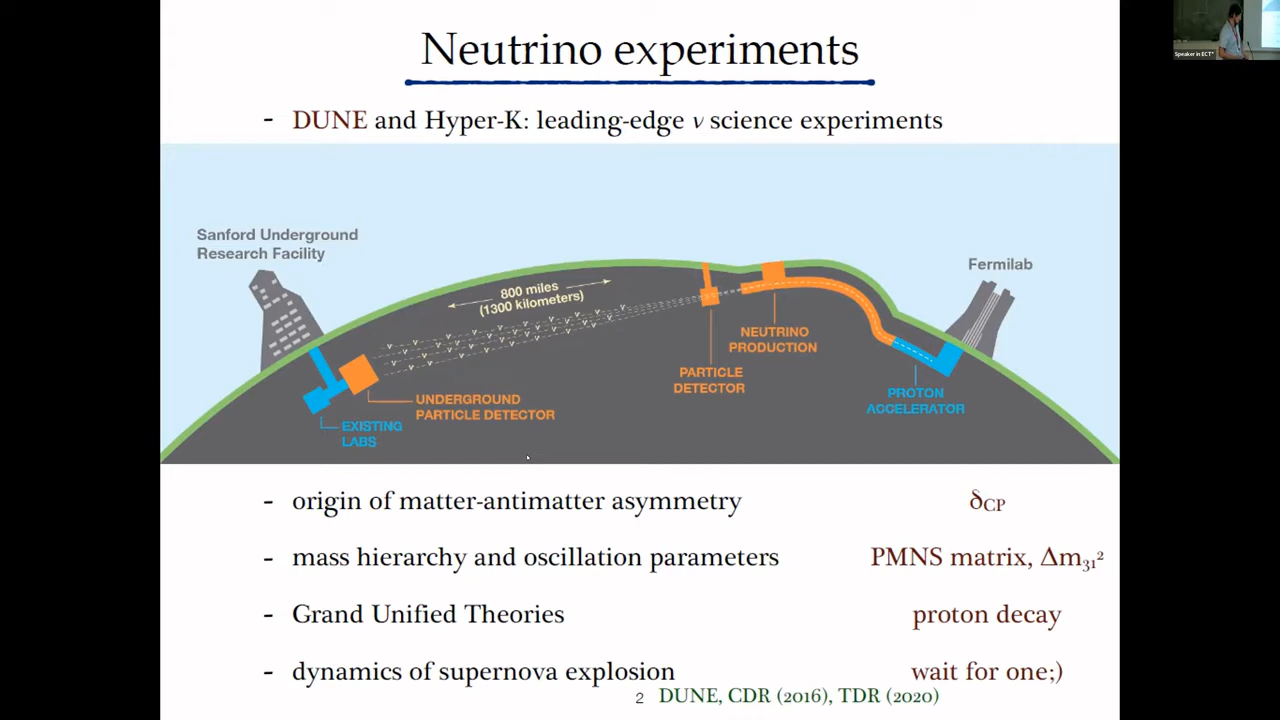 Neutrino experiments
Speaker in ECT*
- DUNE and Hyper-K: leading-edge ν science experiments
Sanford Underground
Research Facility
Fermilab
800 miles
(1300 kilometers)
NEUTRINO
PRODUCTION
PARTICLE
DETECTOR
PROTON
ACCELERATOR
UNDERGROUND
PARTICLE DETECTOR
EXISTING
LABS
- origin of matter-antimatter asymmetry δCP
- mass hierarchy and oscillation parameters PMNS matrix, Δm₃₁²
- Grand Unified Theories proton decay
- dynamics of supernova explosion wait for one;)
2 DUNE, CDR (2016), TDR (2020)